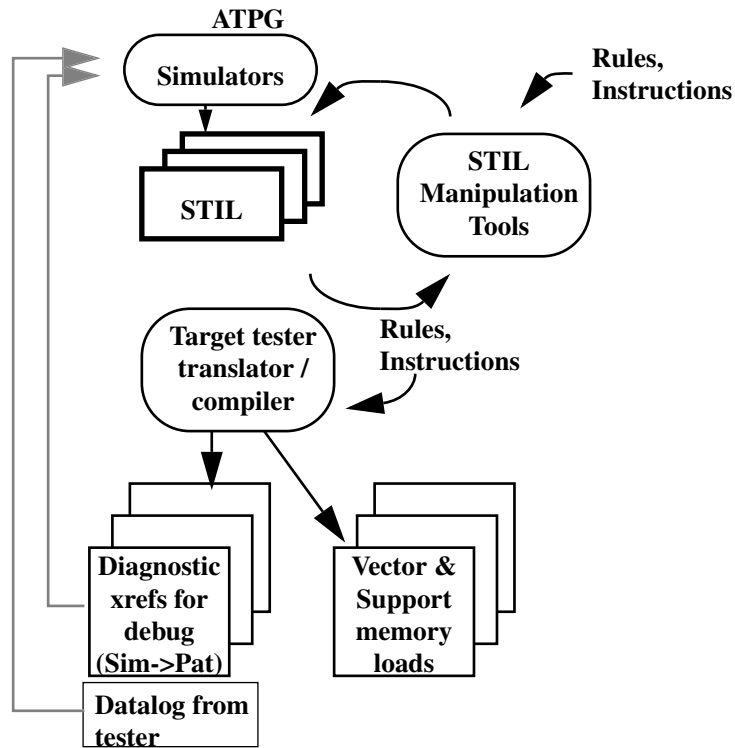 ATPG
Simulators
Rules,
Instructions
STIL
STIL
Manipulation
Tools
Rules,
Instructions
Target tester
translator /
compiler
Diagnostic
xrefs for
debug
(Sim->Pat)
Vector &
Support
memory
loads
Datalog from
tester